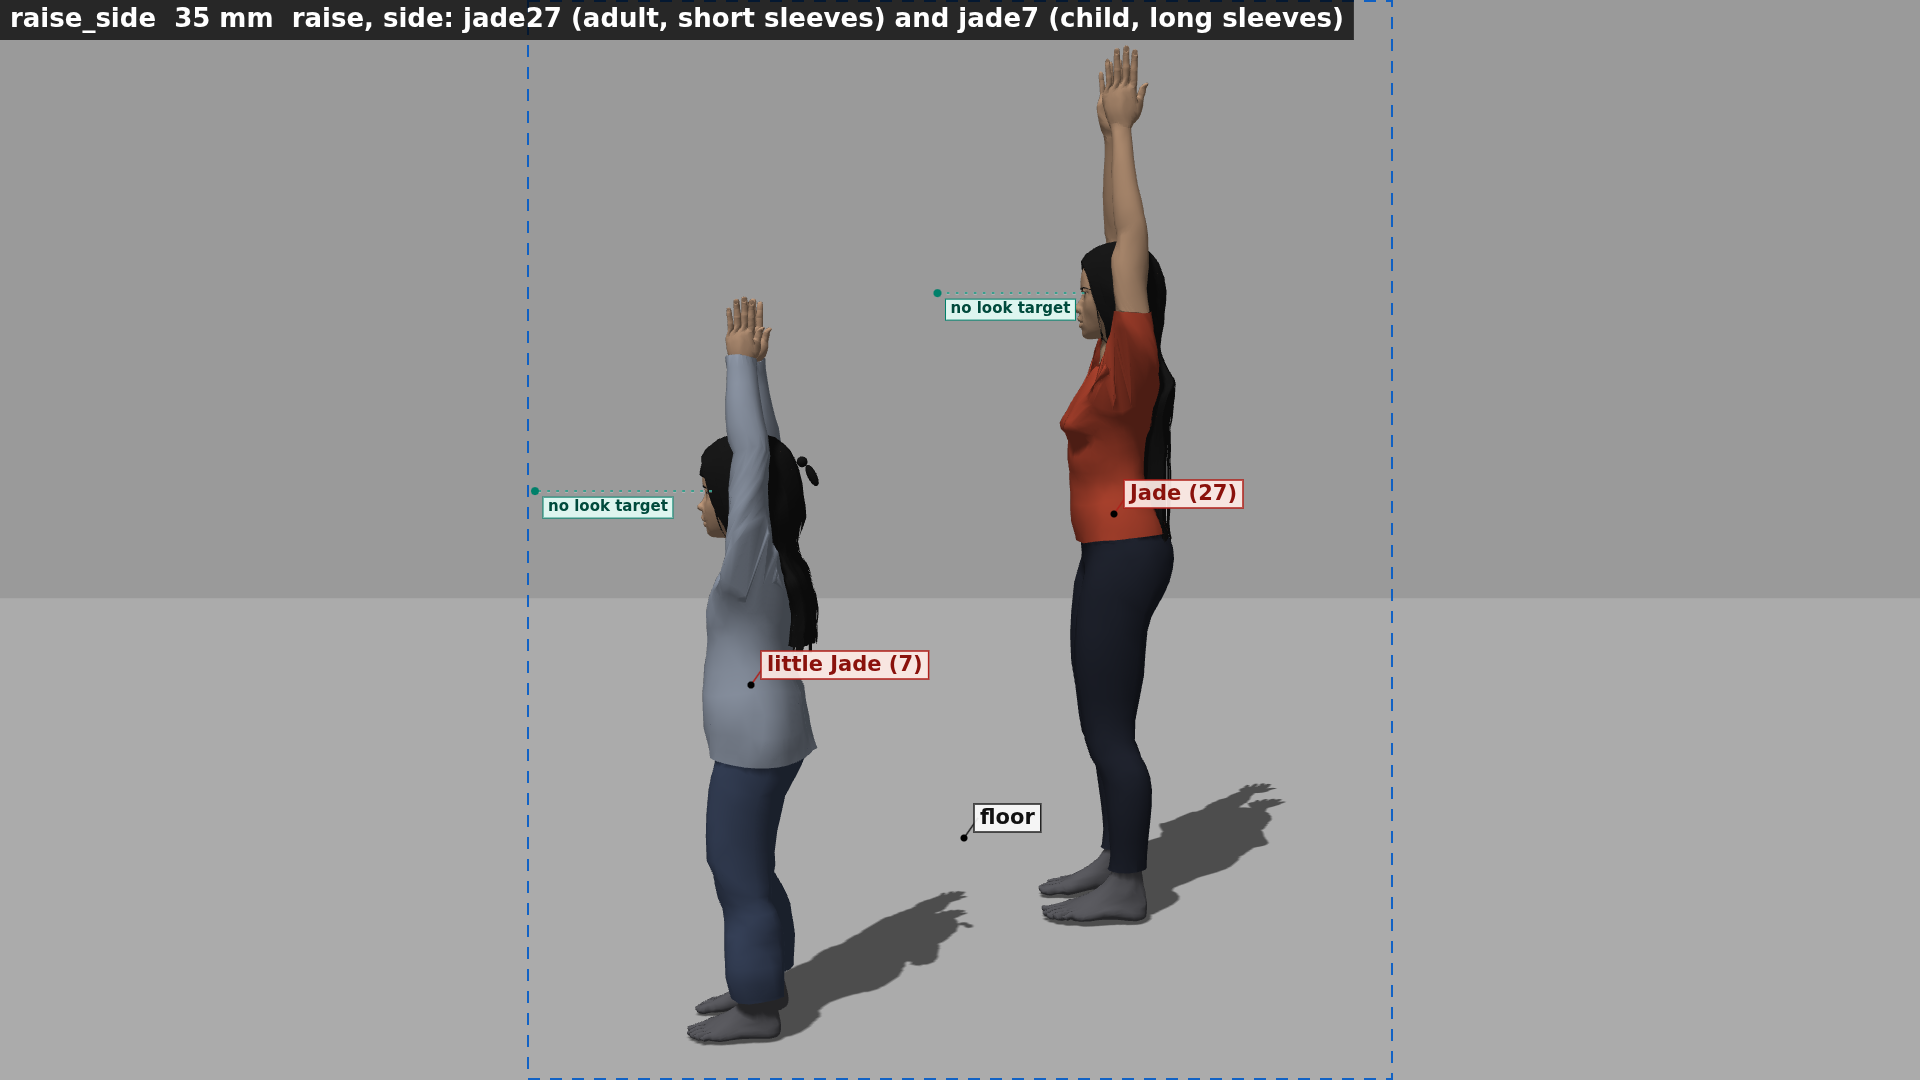 raise_side  35 mm  raise, side: jade27 (adult, short sleeves) and jade7 (child, long sleeves)
no look target
no look target
Jade (27)
little Jade (7)
floor